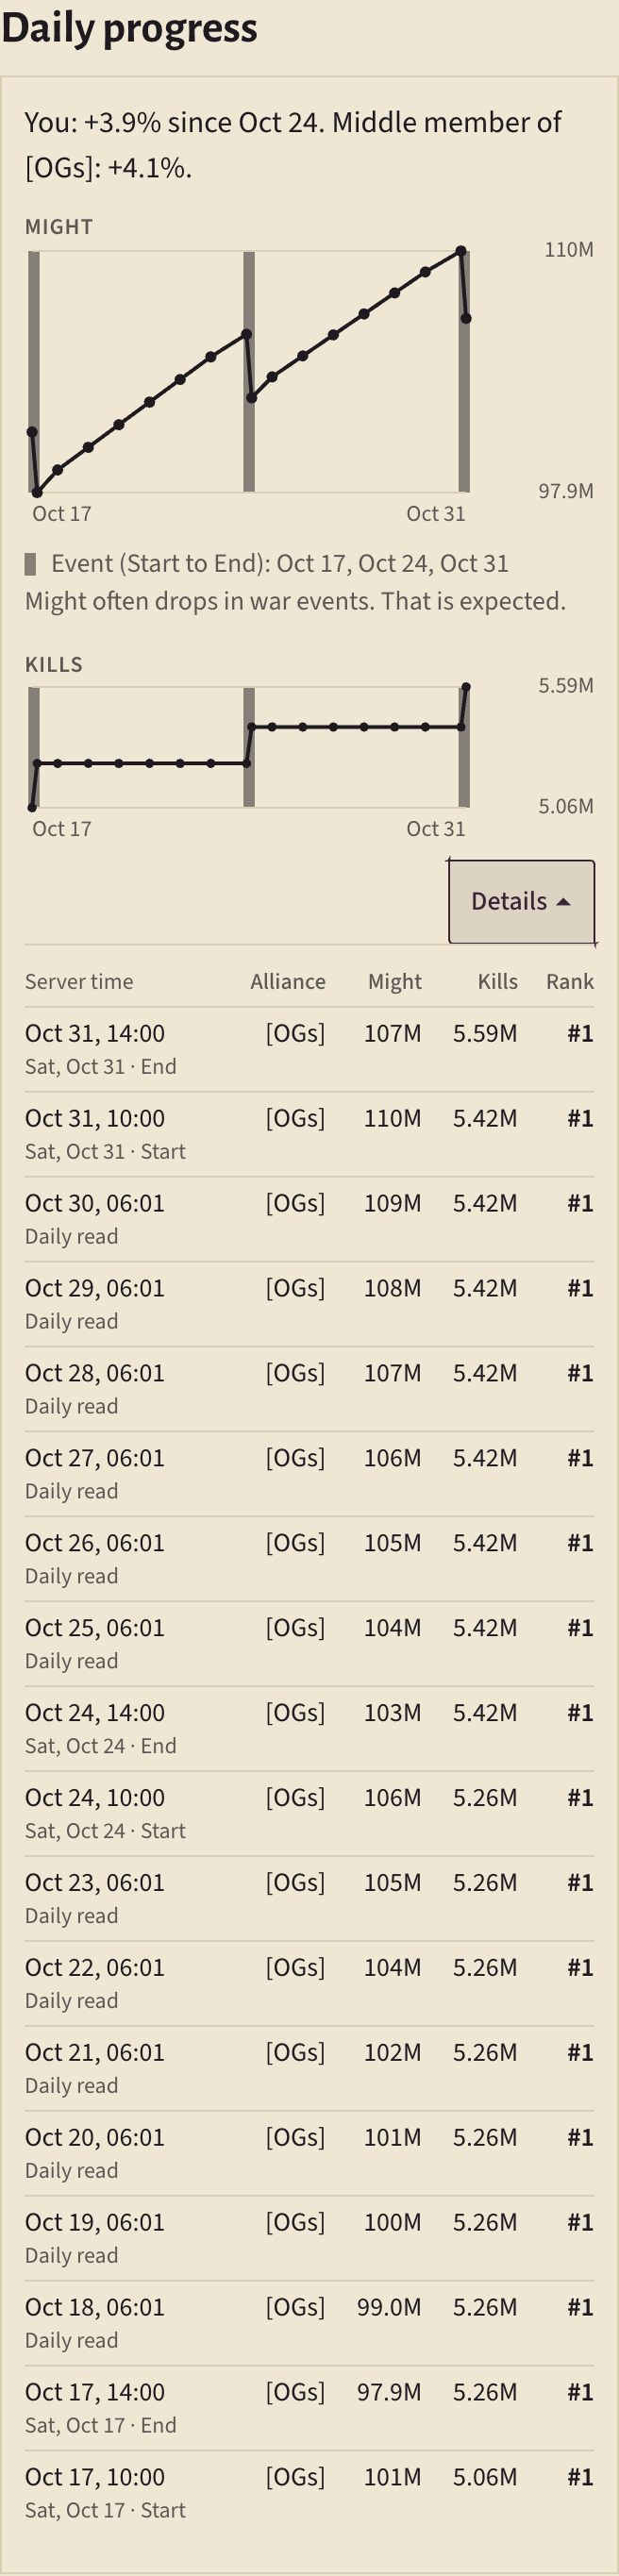 Daily progress
You: +3.9% since Oct 24. Middle member of
[OGs]: +4.1%.
MIGHT
110M
97.9M
Oct 17 Oct 31
Event (Start to End): Oct 17, Oct 24, Oct 31
Might often drops in war events. That is expected.
KILLS
5.59M
5.06M
Oct 17 Oct 31
Details
Server time Alliance Might Kills Rank
Oct 31, 14:00 [OGs] 107M 5.59M #1
Sat, Oct 31 · End
Oct 31, 10:00 [OGs] 110M 5.42M #1
Sat, Oct 31 · Start
Oct 30, 06:01 [OGs] 109M 5.42M #1
Daily read
Oct 29, 06:01 [OGs] 108M 5.42M #1
Daily read
Oct 28, 06:01 [OGs] 107M 5.42M #1
Daily read
Oct 27, 06:01 [OGs] 106M 5.42M #1
Daily read
Oct 26, 06:01 [OGs] 105M 5.42M #1
Daily read
Oct 25, 06:01 [OGs] 104M 5.42M #1
Daily read
Oct 24, 14:00 [OGs] 103M 5.42M #1
Sat, Oct 24 · End
Oct 24, 10:00 [OGs] 106M 5.26M #1
Sat, Oct 24 · Start
Oct 23, 06:01 [OGs] 105M 5.26M #1
Daily read
Oct 22, 06:01 [OGs] 104M 5.26M #1
Daily read
Oct 21, 06:01 [OGs] 102M 5.26M #1
Daily read
Oct 20, 06:01 [OGs] 101M 5.26M #1
Daily read
Oct 19, 06:01 [OGs] 100M 5.26M #1
Daily read
Oct 18, 06:01 [OGs] 99.0M 5.26M #1
Daily read
Oct 17, 14:00 [OGs] 97.9M 5.26M #1
Sat, Oct 17 · End
Oct 17, 10:00 [OGs] 101M 5.06M #1
Sat, Oct 17 · Start